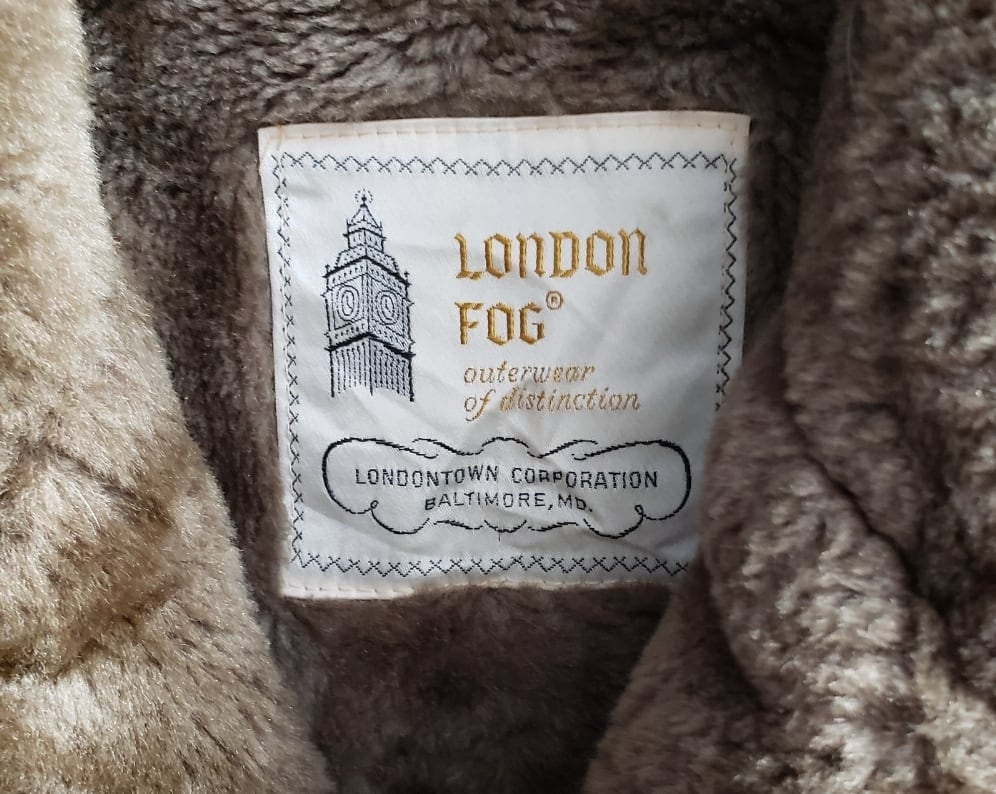 LONDON
FOG®
outerwear
of distinction
LONDONTOWN CORPORATION
BALTIMORE, MD.